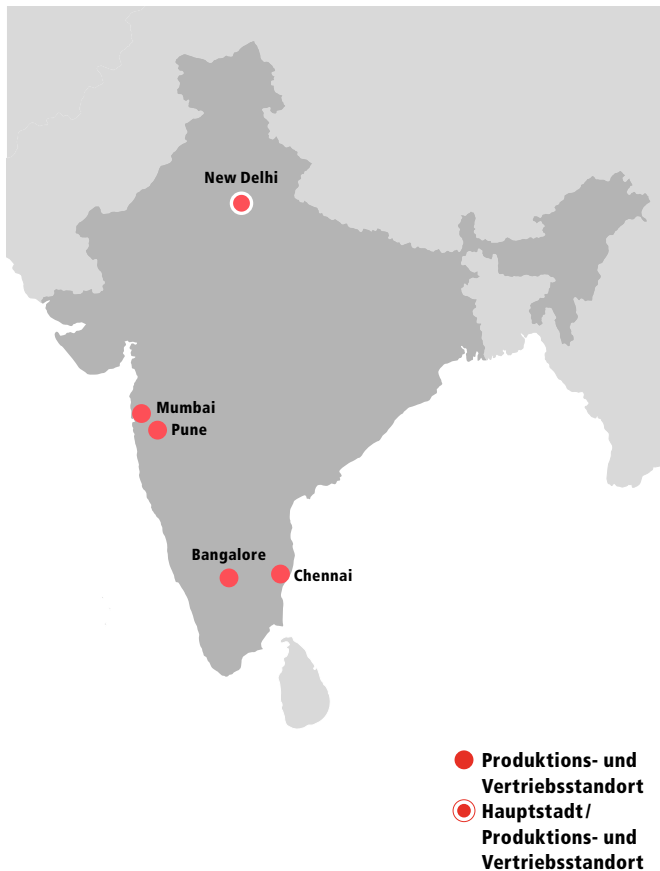 New Delhi
Mumbai
Pune
Bangalore
Chennai
Produktions- und
Vertriebsstandort
Hauptstadt/
Produktions- und
Vertriebsstandort